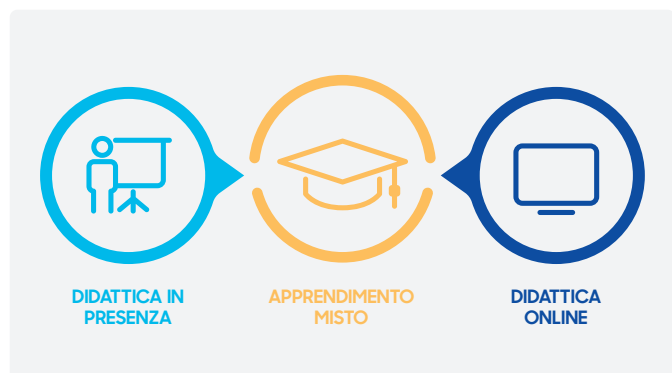 DIDATTICA IN
PRESENZA
APPRENDIMENTO
MISTO
DIDATTICA
ONLINE